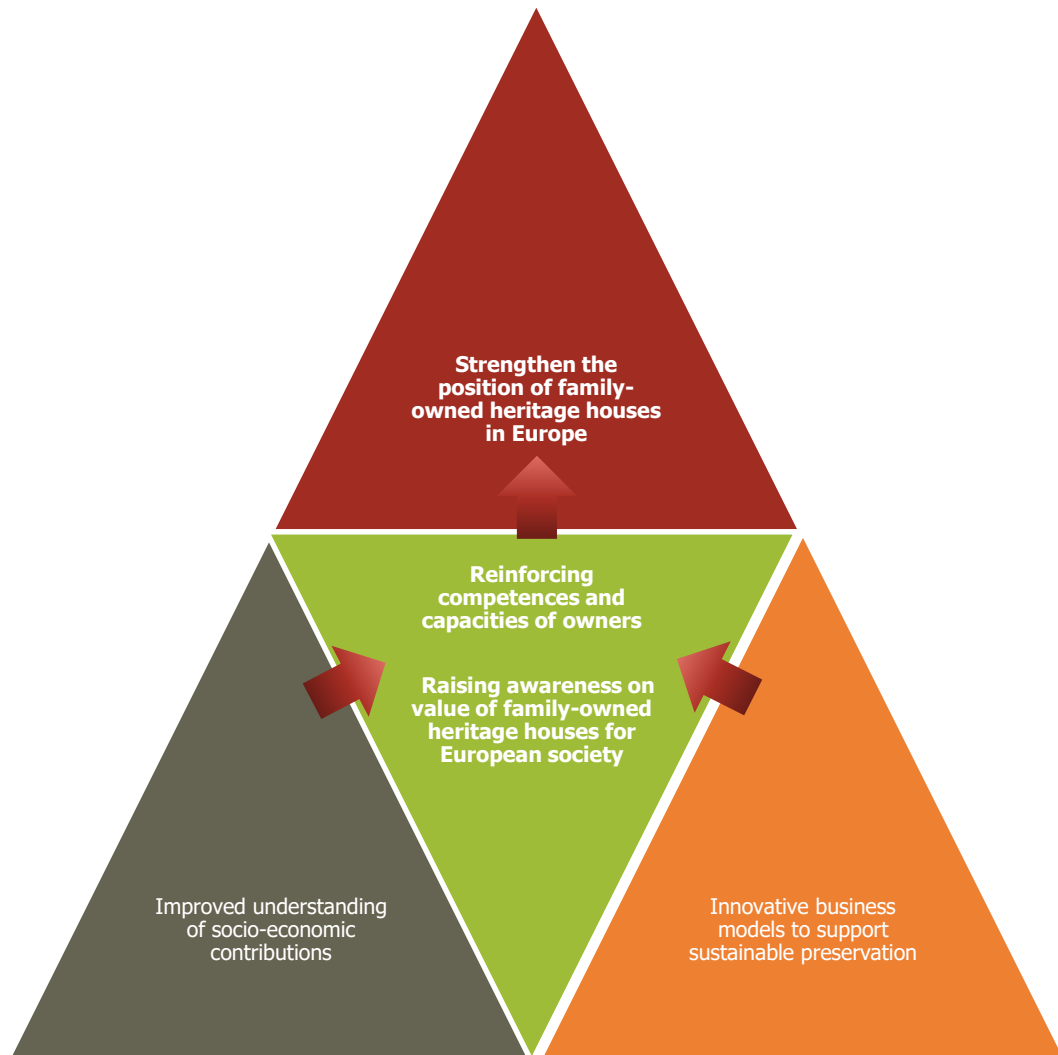 Strengthen the
position of family-
owned heritage houses
in Europe
Reinforcing
competences and
capacities of owners
Raising awareness on
value of family-owned
heritage houses for
European society
Improved understanding
of socio-economic
contributions
Innovative business
models to support
sustainable preservation